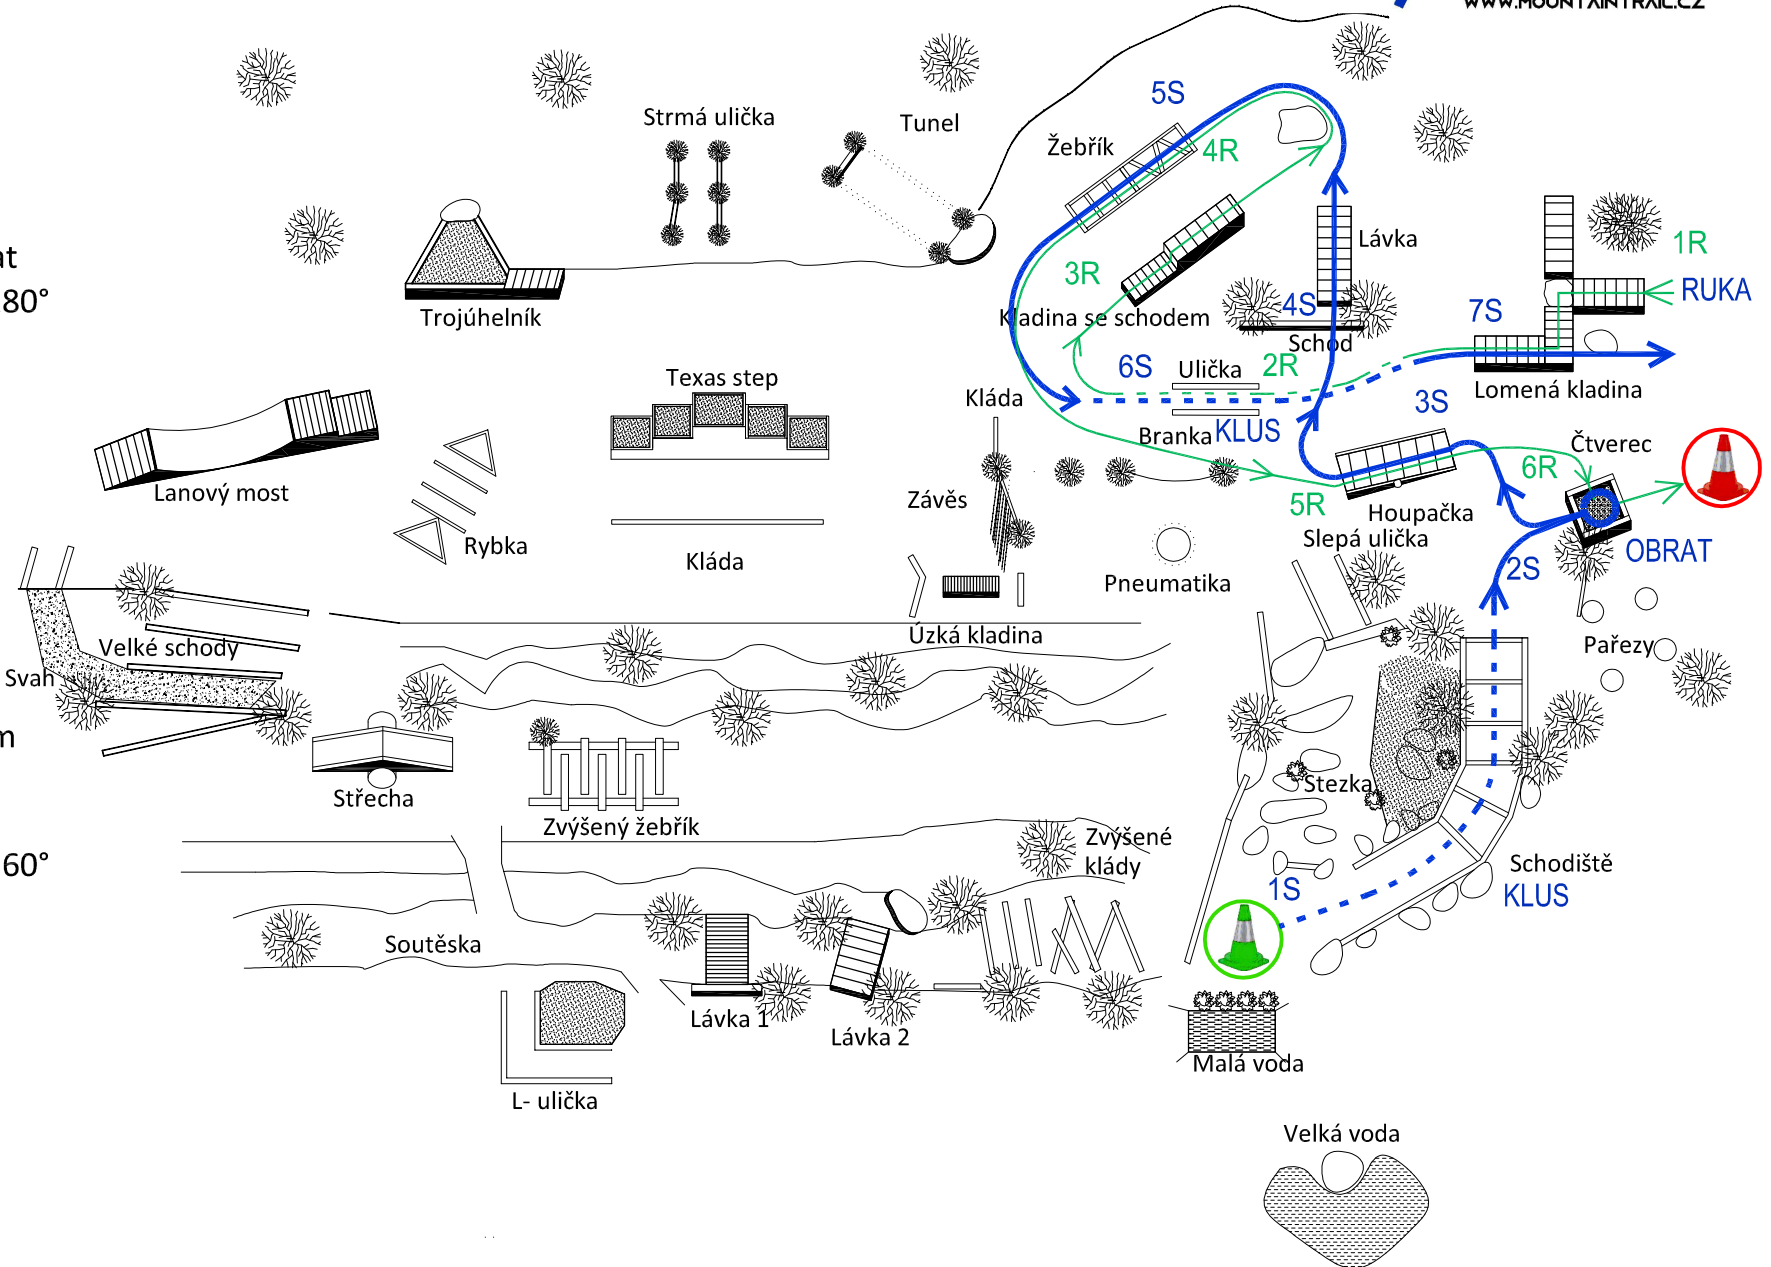 WWW.MOUNTAINTRAIL.CZ
5S
Strmá ulička
Tunel
Žebřík
4R
Lávka
1R
at
3R
RUKA
80°
4S
7S
Trojúhelník
Kladina se schodem
Schod
6S
Ulička
2R
Texas step
Lomená kladina
Kláda
3S
Branka
KLUS
Čtverec
6R
Lanový most
Závěs
5R
Houpačka
Rybka
Slepá ulička
OBRAT
Kláda
2S
Pneumatika
Úzká kladina
Velké schody
Pařezy
Svah
m
Stezka
Střecha
Zvýšený žebřík
Zvýšené
klády
60°
Schodiště
1S
KLUS
Soutěska
Lávka 1
Lávka 2
Malá voda
L- ulička
Velká voda